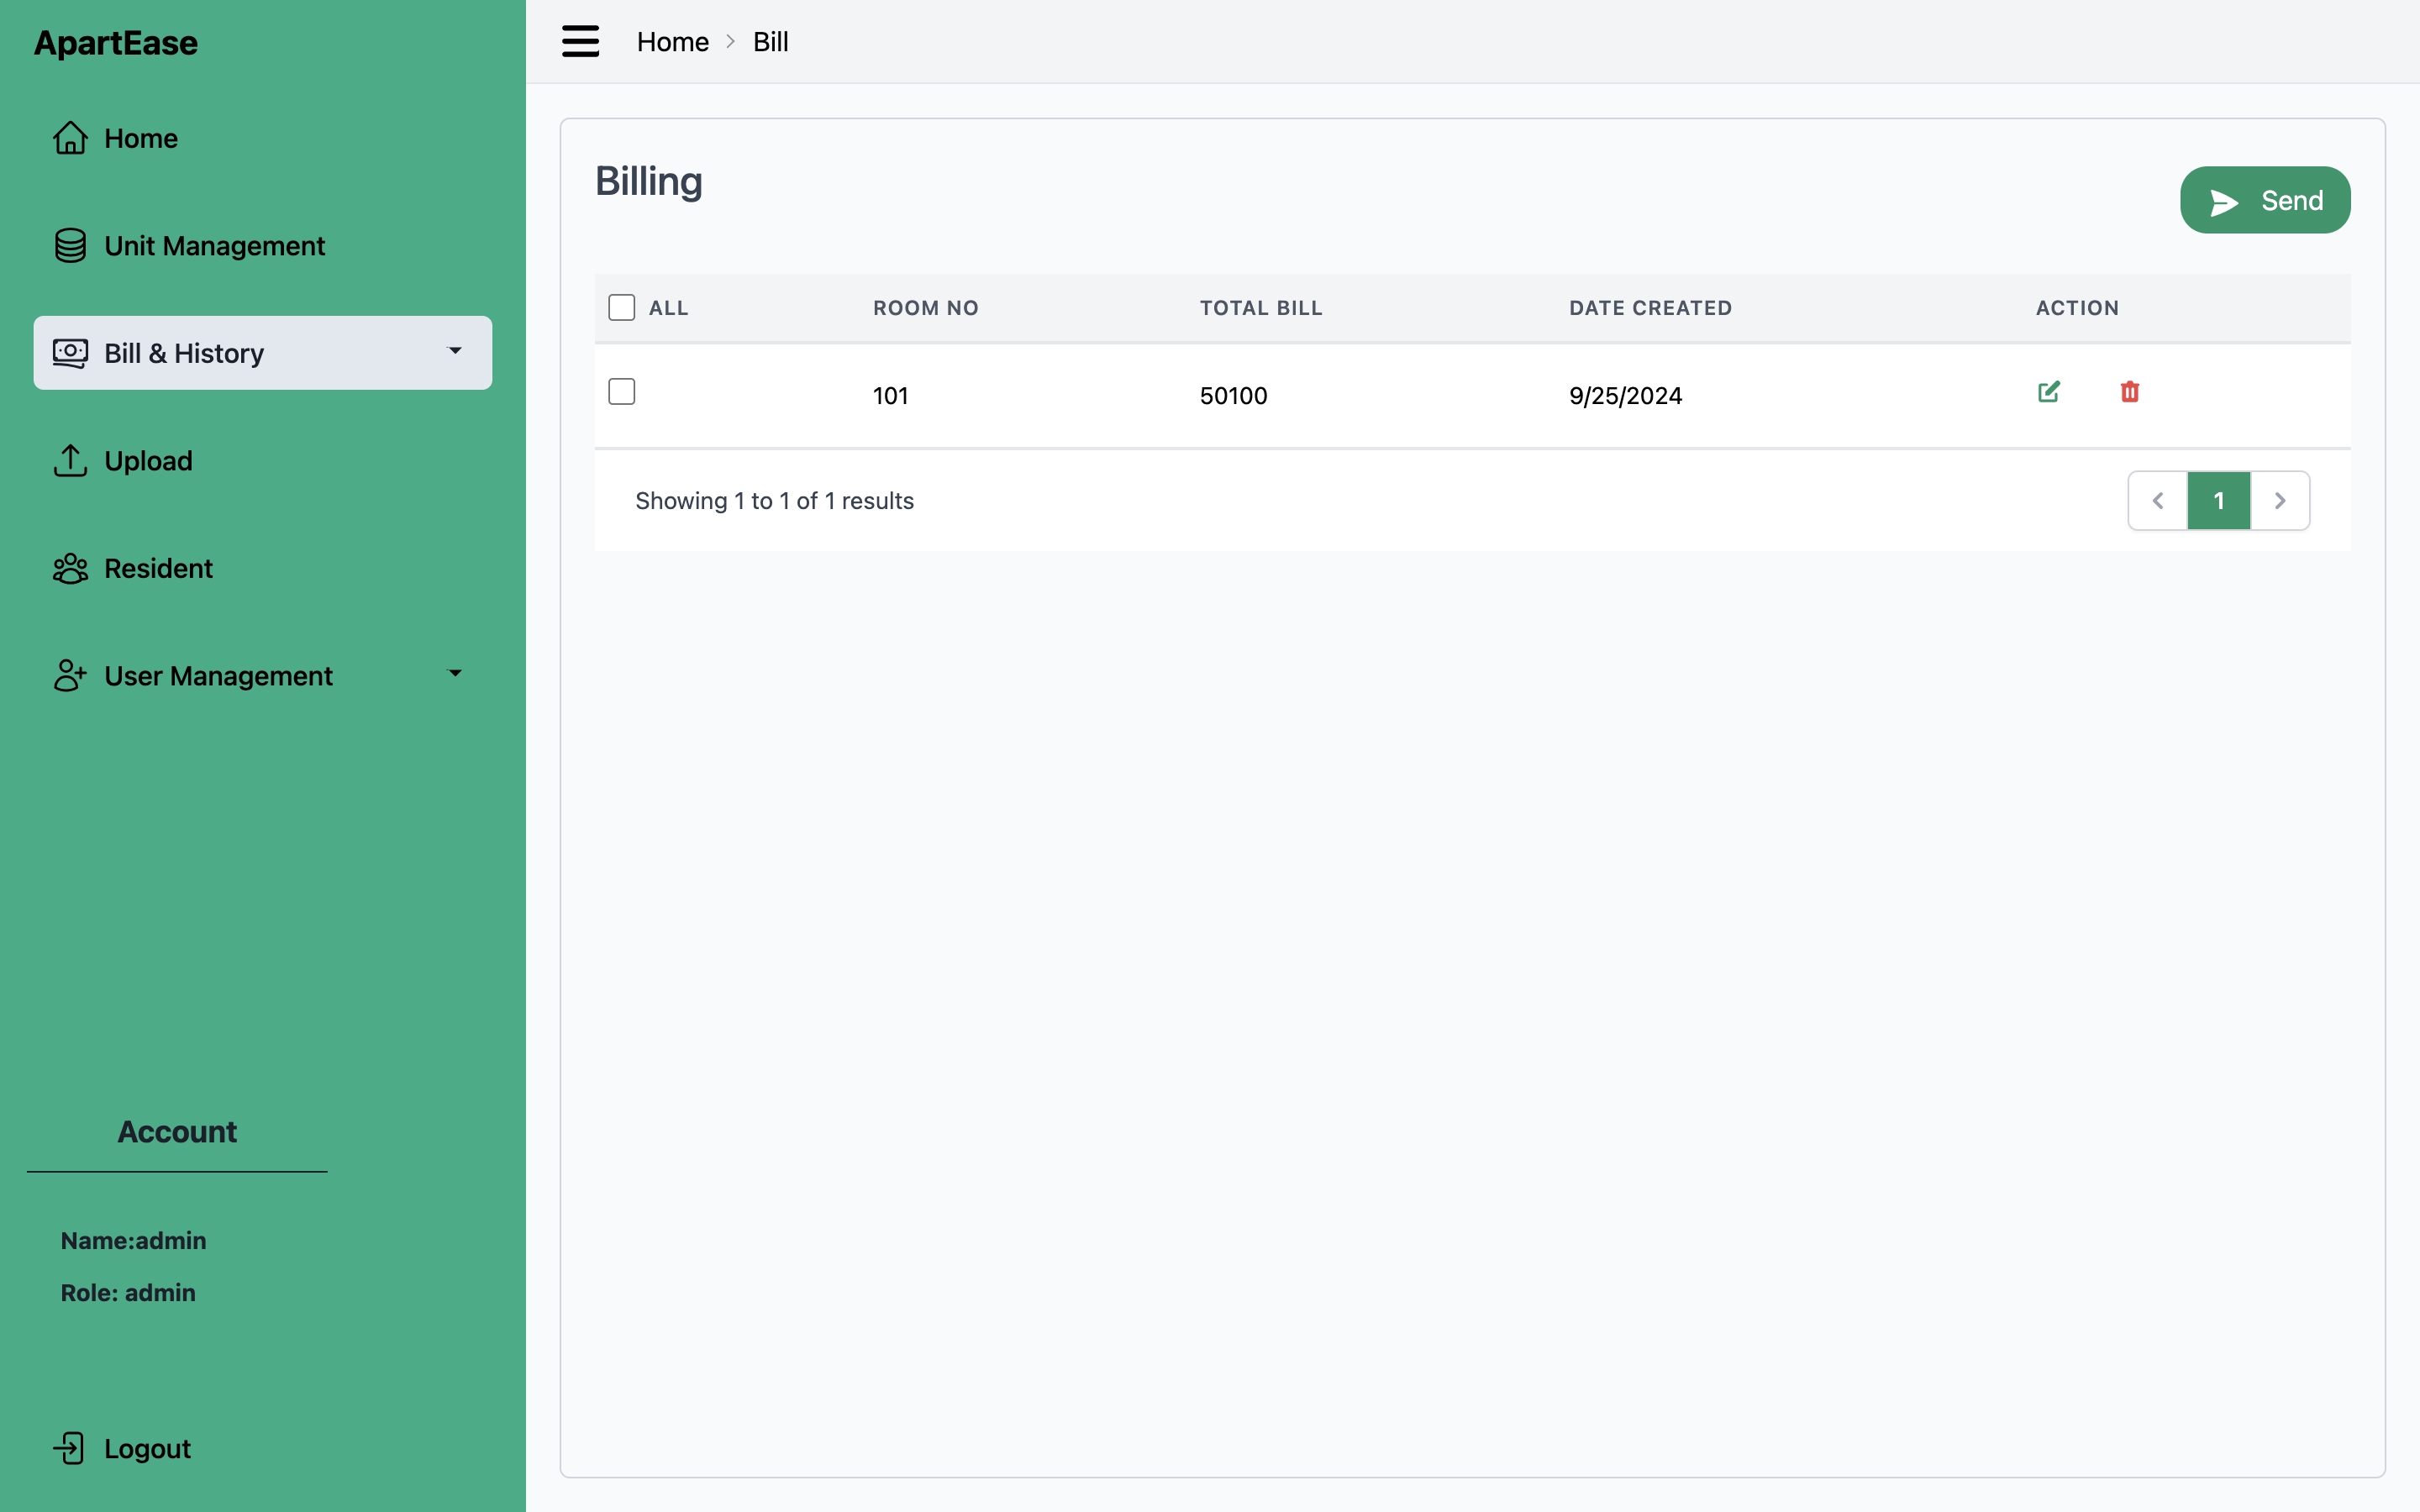 ApartEase
Home
Unit Management
Bill & History
Upload
Resident
User Management
Account
Name:admin
Role: admin
Logout
Home > Bill
Billing
Send
ALL ROOM NO TOTAL BILL DATE CREATED ACTION
101 50100 9/25/2024
Showing 1 to 1 of 1 results
1